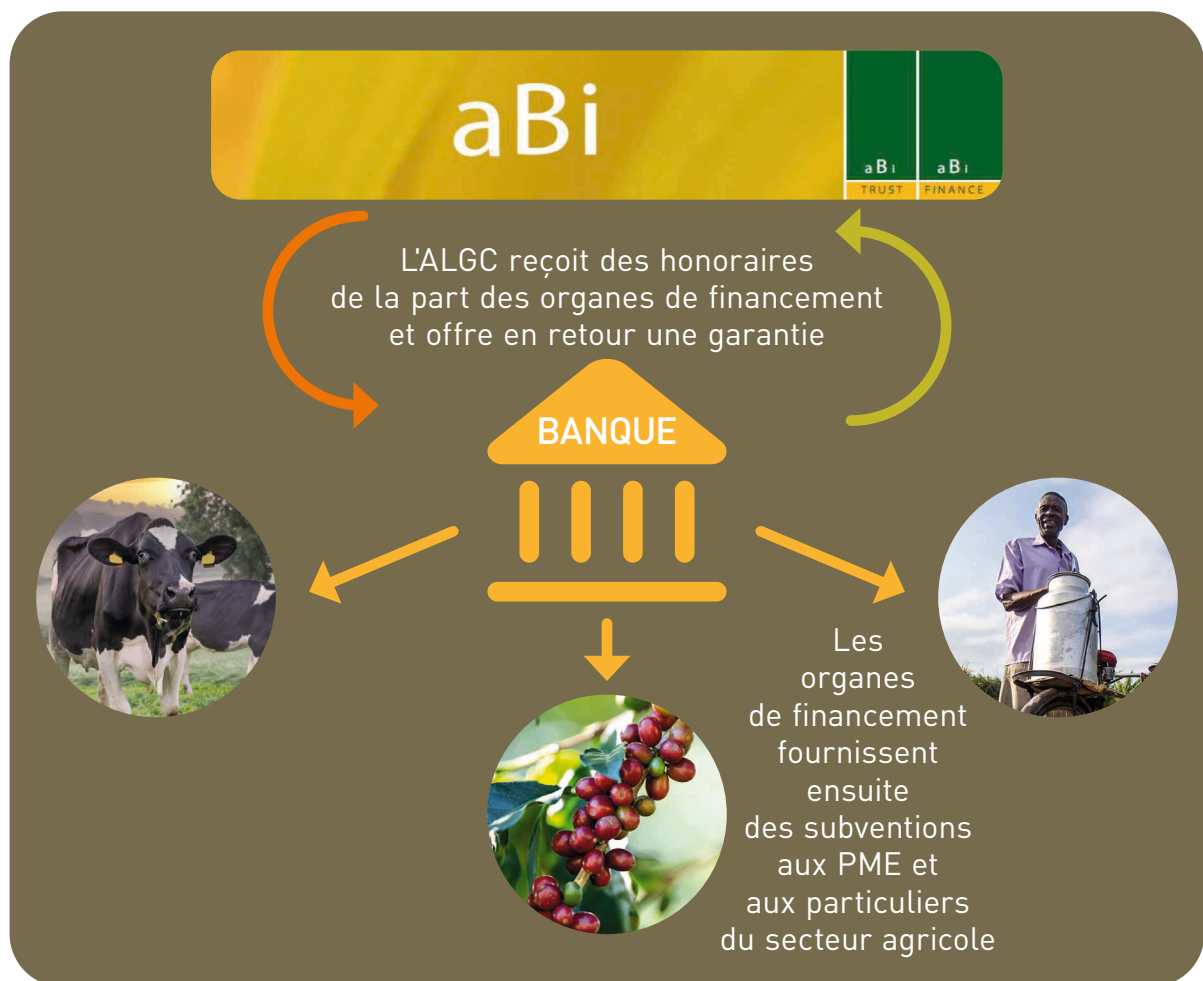 aBi
aBi aBi
TRUST FINANCE
L'ALGC reçoit des honoraires
de la part des organes de financement
et offre en retour une garantie
BANQUE
Les
organes
de financement
fournissent
ensuite
des subventions
aux PME et
aux particuliers
du secteur agricole